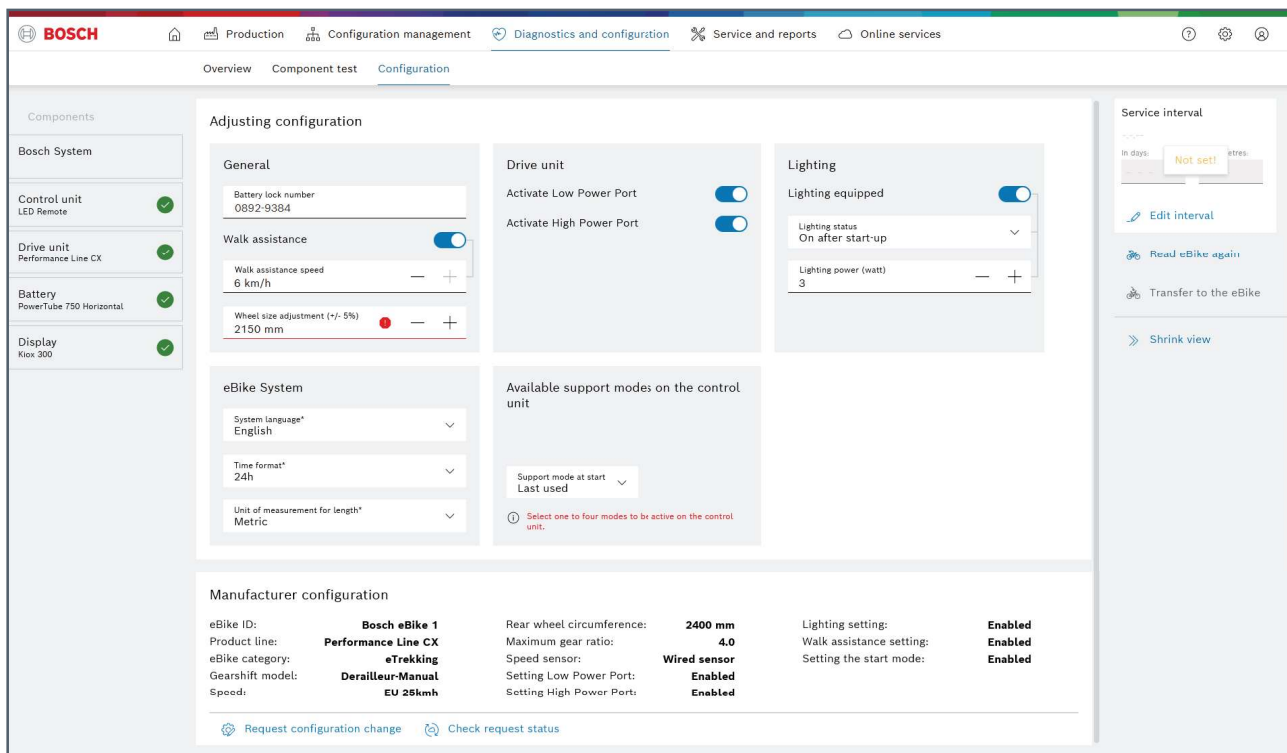 BOSCH
Production
Configuration management
Diagnostics and configuration
Service and reports
Online services
Overview
Component test
Configuration
Components
Bosch System
Control unit
LED Remote
Drive unit
Performance Line CX
Battery
PowerTube 750 Horizontal
Display
Kiox 300
Adjusting configuration
General
Battery lock number
0892-9384
Walk assistance
Walk assistance speed
6 km/h
Wheel size adjustment (+/- 5%)
2150 mm
Drive unit
Activate Low Power Port
Activate High Power Port
Lighting
Lighting equipped
Lighting status
On after start-up
Lighting power (watt)
3
eBike System
System language*
English
Time format*
24h
Unit of measurement for length*
Metric
Available support modes on the control
unit
Support mode at start
Last used
Select one to four modes to be active on the control
unit.
Manufacturer configuration
eBike ID: Bosch eBike 1
Product line: Performance Line CX
eBike category: eTrekking
Gearshift model: Derailleur-Manual
Speed: EU 25kmh
Rear wheel circumference: 2400 mm
Maximum gear ratio: 4.0
Speed sensor: Wired sensor
Setting Low Power Port: Enabled
Setting High Power Port: Enabled
Lighting setting: Enabled
Walk assistance setting: Enabled
Setting the start mode: Enabled
Request configuration change
Check request status
Service interval
In days:
Not set!
Edit interval
Read eBike again
Transfer to the eBike
Shrink view